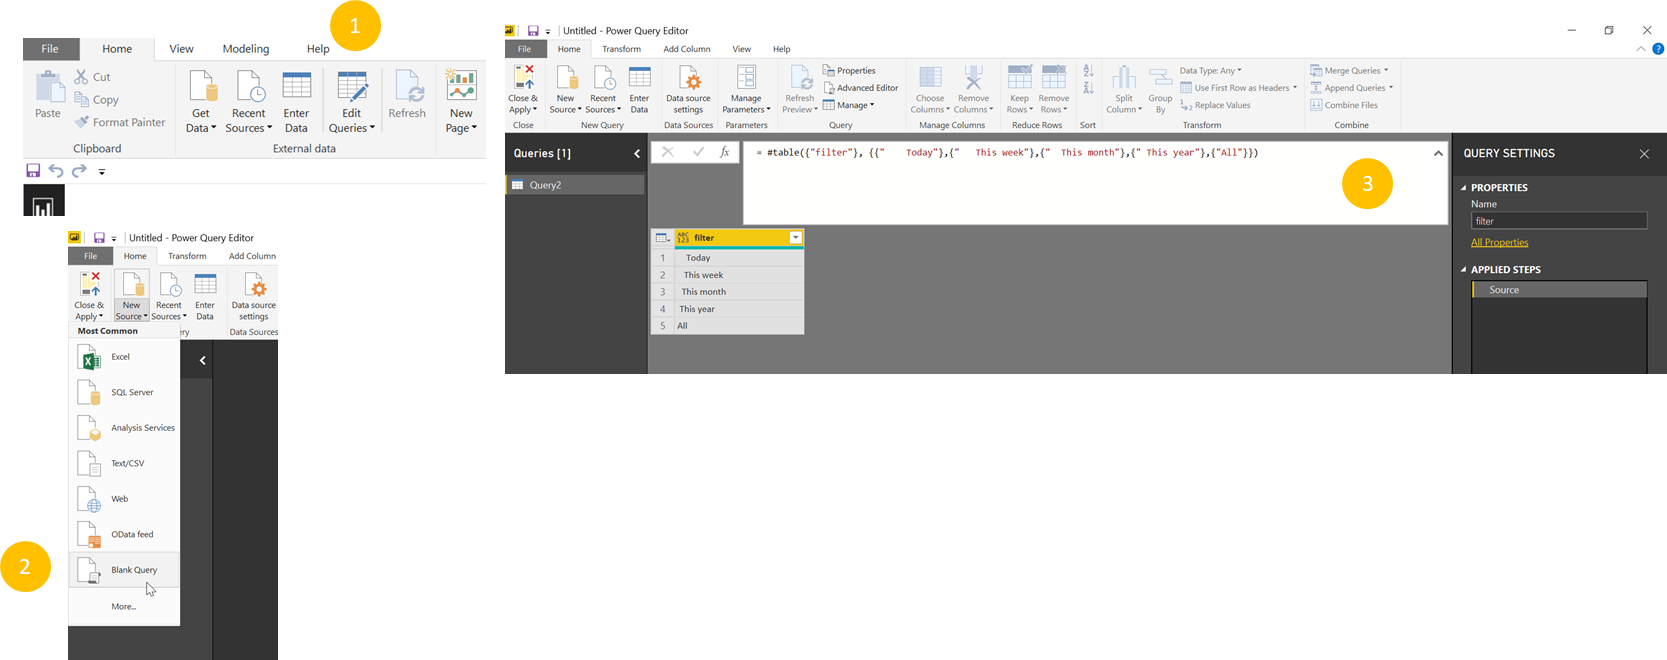 1
File Home View Modeling Help
Cut
Copy
Format Painter
Paste
Get Data
Recent Sources
Enter Data
Edit Queries
Refresh
New Page
Clipboard
External data
2
Untitled - Power Query Editor
File Home Transform Add Column
Close & Apply
New Source
Recent Sources
Enter Data
Data source settings
ery
Data Sources
Most Common
Excel
SQL Server
Analysis Services
Text/CSV
Web
OData feed
Blank Query
More...
3
Untitled - Power Query Editor
File Home Transform Add Column View Help
Close & Apply
New Source
Recent Sources
Enter Data
Data source settings
Manage Parameters
Refresh Preview
Properties
Advanced Editor
Manage
Choose Columns
Remove Columns
Keep Rows
Remove Rows
Split Column
Group By
Data Type: Any
Use First Row as Headers
Replace Values
Merge Queries
Append Queries
Combine Files
Close
New Query
Data Sources
Parameters
Query
Manage Columns
Reduce Rows
Sort
Transform
Combine
Queries [1]
Query2
fx
= #table({"filter"}, {{"    Today"},{"   This week"},{"  This month"},{" This year"},{"All"}})
ABC 123 filter
1 Today
2 This week
3 This month
4 This year
5 All
QUERY SETTINGS
PROPERTIES
Name
filter
All Properties
APPLIED STEPS
Source